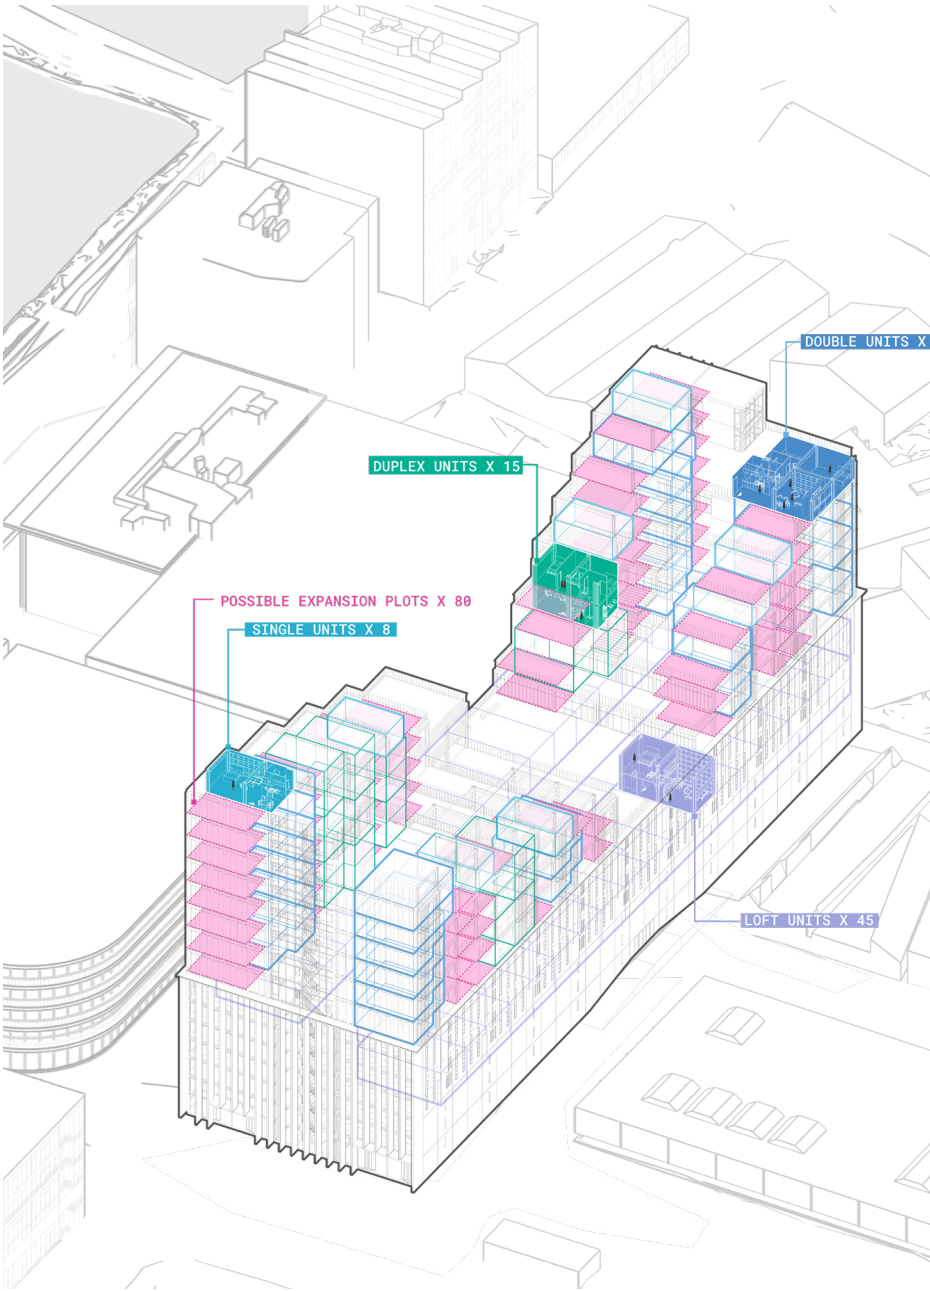 DOUBLE UNITS X
DUPLEX UNITS X 15
POSSIBLE EXPANSION PLOTS X 80
SINGLE UNITS X 8
LOFT UNITS X 45